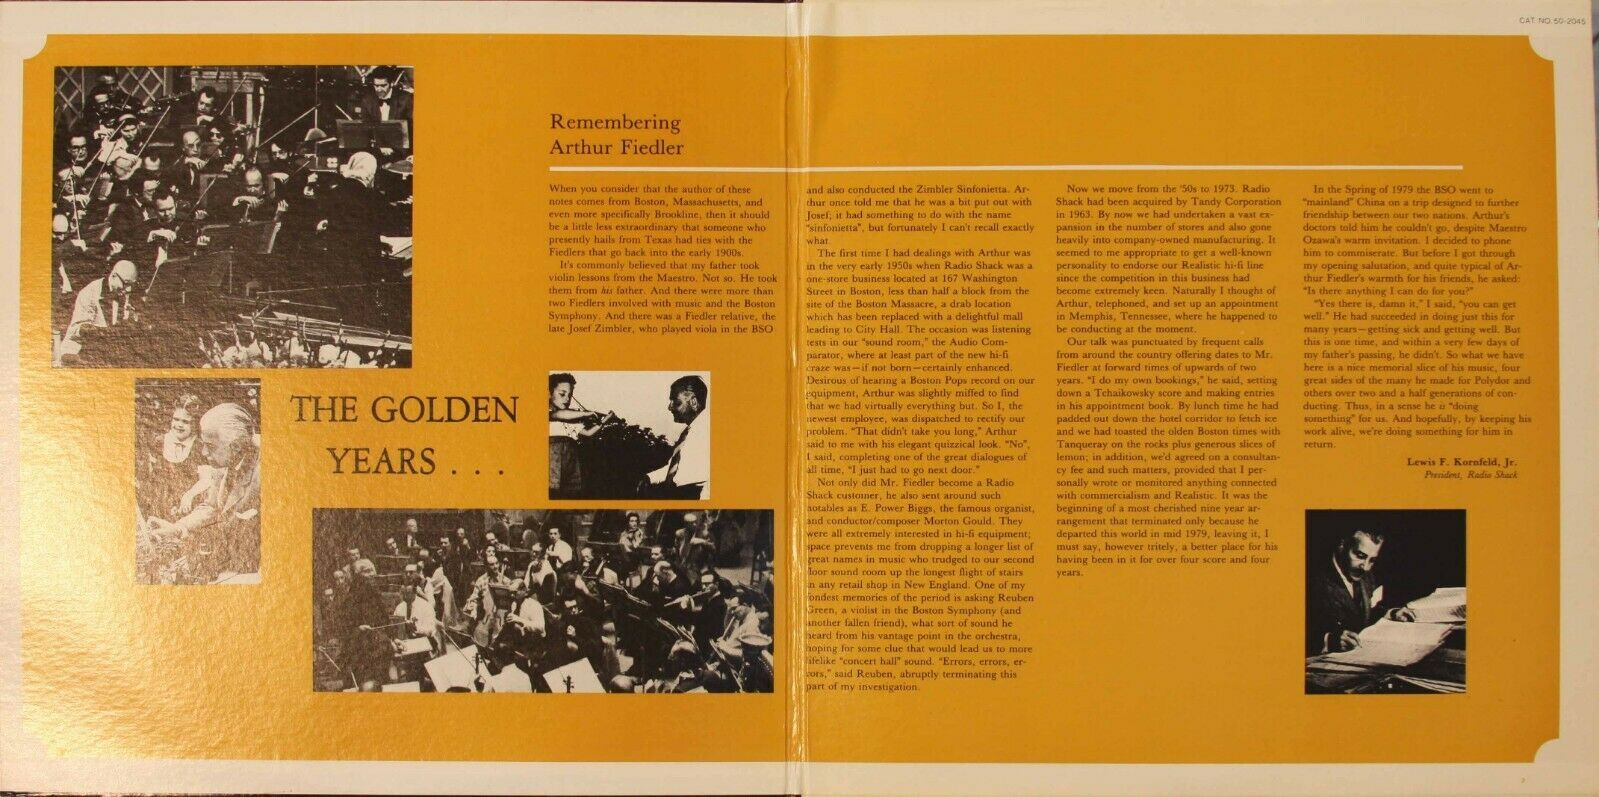 CAT. NO. 50-2045
Remembering
Arthur Fiedler
When you consider that the author of these
notes comes from Boston, Massachusetts, and
even more specifically Brookline, then it should
be a little less extraordinary that someone who
presently hails from Texas had ties with the
Fiedlers that go back into the early 1900s.
It's commonly believed that my father took
violin lessons from the Maestro. Not so. He took
them from his father. And there were more than
two Fiedlers involved with music and the Boston
Symphony. And there was a Fiedler relative, the
late Josef Zimbler, who played viola in the BSO
THE GOLDEN
YEARS . . .
and also conducted the Zimbler Sinfonietta. Ar-
thur once told me that he was a bit put out with
Josef; it had something to do with the name
"sinfonietta", but fortunately I can't recall exactly
what.
The first time I had dealings with Arthur was
in the very early 1950s when Radio Shack was a
one-store business located at 167 Washington
Street in Boston, less than half a block from the
site of the Boston Massacre, a drab location
which has been replaced with a delightful mall
leading to City Hall. The occasion was listening
tests in our "sound room," the Audio Com-
parator, where at least part of the new hi-fi
craze was—if not born—certainly enhanced.
Desirous of hearing a Boston Pops record on our
equipment, Arthur was slightly miffed to find
that we had virtually everything but. So I, the
newest employee, was dispatched to rectify our
problem. "That didn't take you long," Arthur
said to me with his elegant quizzical look. "No",
I said, completing one of the great dialogues of
all time, "I just had to go next door."
Not only did Mr. Fiedler become a Radio
Shack customer, he also sent around such
notables as E. Power Biggs, the famous organist,
and conductor/composer Morton Gould. They
were all extremely interested in hi-fi equipment;
space prevents me from dropping a longer list of
great names in music who trudged to our second
floor sound room up the longest flight of stairs
in any retail shop in New England. One of my
fondest memories of the period is asking Reuben
Green, a violist in the Boston Symphony (and
another fallen friend), what sort of sound he
heard from his vantage point in the orchestra,
hoping for some clue that would lead us to more
lifelike "concert hall" sound. "Errors, errors, er-
rors," said Reuben, abruptly terminating this
part of my investigation.
Now we move from the '50s to 1973. Radio
Shack had been acquired by Tandy Corporation
in 1963. By now we had undertaken a vast ex-
pansion in the number of stores and also gone
heavily into company-owned manufacturing. It
seemed to me appropriate to get a well-known
personality to endorse our Realistic hi-fi line
since the competition in this business had
become extremely keen. Naturally I thought of
Arthur, telephoned, and set up an appointment
in Memphis, Tennessee, where he happened to
be conducting at the moment.
Our talk was punctuated by frequent calls
from around the country offering dates to Mr.
Fiedler at forward times of upwards of two
years. "I do my own bookings," he said, setting
down a Tchaikowsky score and making entries
in his appointment book. By lunch time he had
padded out down the hotel corridor to fetch ice
and we had toasted the olden Boston times with
Tanqueray on the rocks plus generous slices of
lemon; in addition, we'd agreed on a consultan-
cy fee and such matters, provided that I per-
sonally wrote or monitored anything connected
with commercialism and Realistic. It was the
beginning of a most cherished nine year ar-
rangement that terminated only because he
departed this world in mid 1979, leaving it, I
must say, however tritely, a better place for his
having been in it for over four score and four
years.
In the Spring of 1979 the BSO went to
"mainland" China on a trip designed to further
friendship between our two nations. Arthur's
doctors told him he couldn't go, despite Maestro
Ozawa's warm invitation. I decided to phone
him to commiserate. But before I got through
my opening salutation, and quite typical of Ar-
thur Fiedler's warmth for his friends, he asked:
"Is there anything I can do for you?"
"Yes there is, damn it," I said, "you can get
well." He had succeeded in doing just this for
many years—getting sick and getting well. But
this is one time, and within a very few days of
my father's passing, he didn't. So what we have
here is a nice memorial slice of his music, four
great sides of the many he made for Polydor and
others over two and a half generations of con-
ducting. Thus, in a sense he is "doing
something" for us. And hopefully, by keeping his
work alive, we're doing something for him in
return.
Lewis F. Kornfeld, Jr.
President, Radio Shack